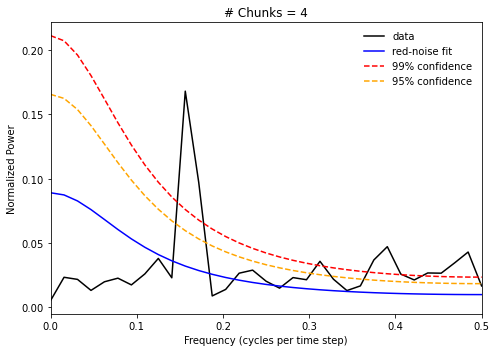 # Chunks = 4
data
red-noise fit
99% confidence
95% confidence
Normalized Power
0.20
0.15
0.10
0.05
0.00
0.0 0.1 0.2 0.3 0.4 0.5
Frequency (cycles per time step)